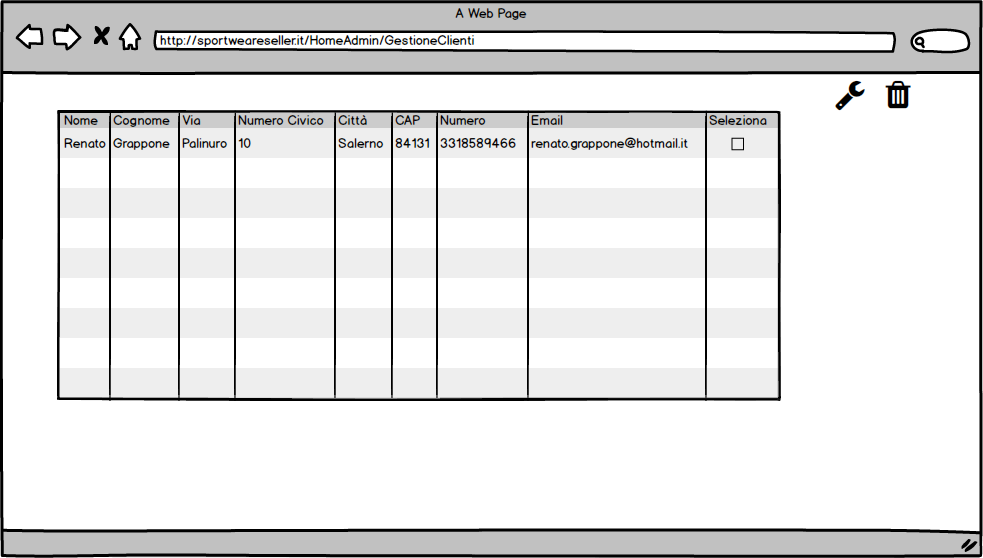 A Web Page
http://sportweareseller.it/HomeAdmin/GestioneClienti
Nome Cognome Via Numero Civico Città CAP Numero Email Seleziona
Renato Grappone Palinuro 10 Salerno 84131 3318589466 renato.grappone@hotmail.it